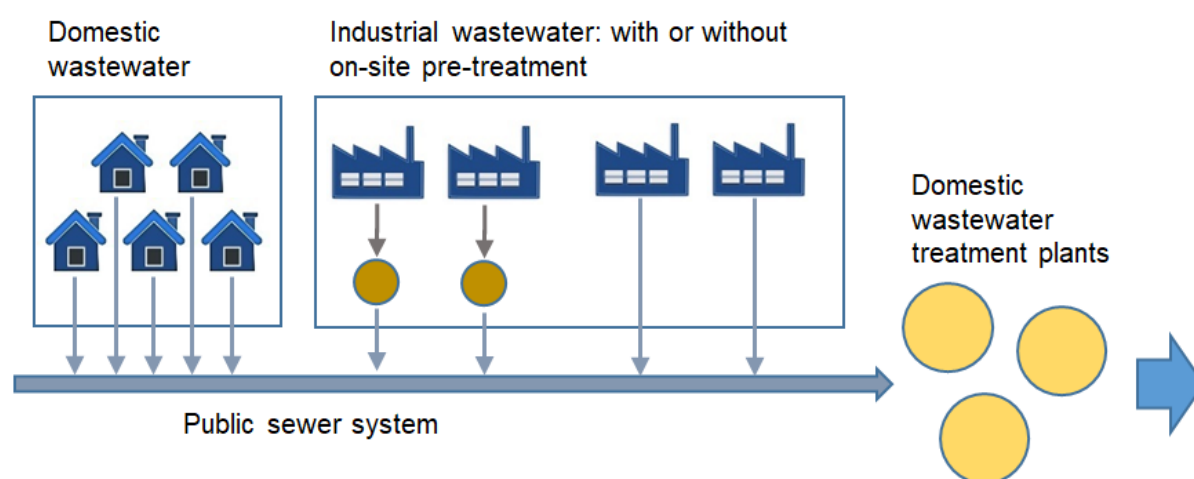 Domestic
wastewater
Industrial wastewater: with or without
on-site pre-treatment
Domestic
wastewater
treatment plants
Public sewer system